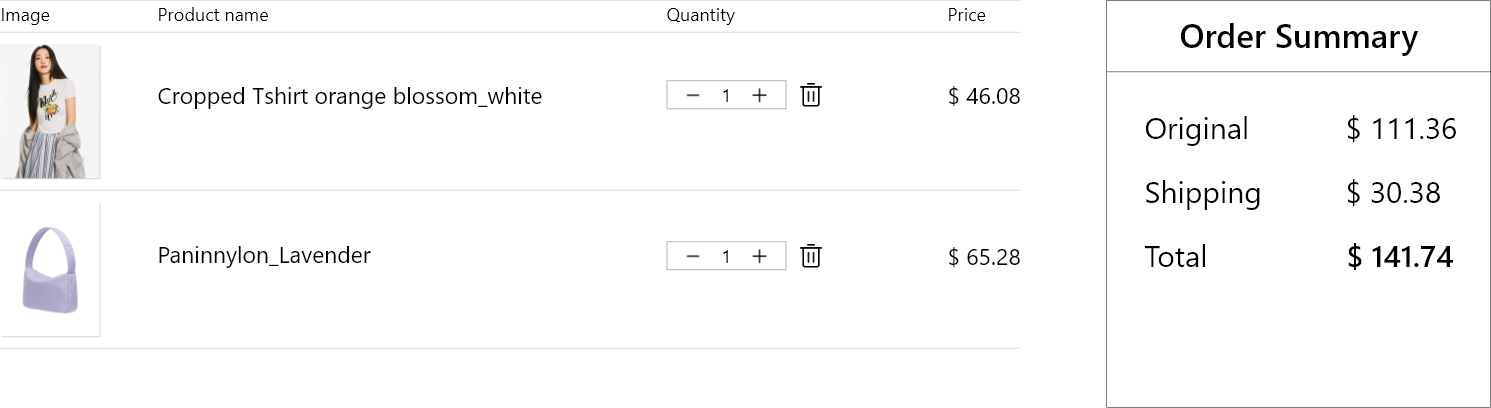 Image Product name Quantity Price
Cropped Tshirt orange blossom_white − 1 + $ 46.08
Paninnylon_Lavender − 1 + $ 65.28
Order Summary
Original $ 111.36
Shipping $ 30.38
Total $ 141.74